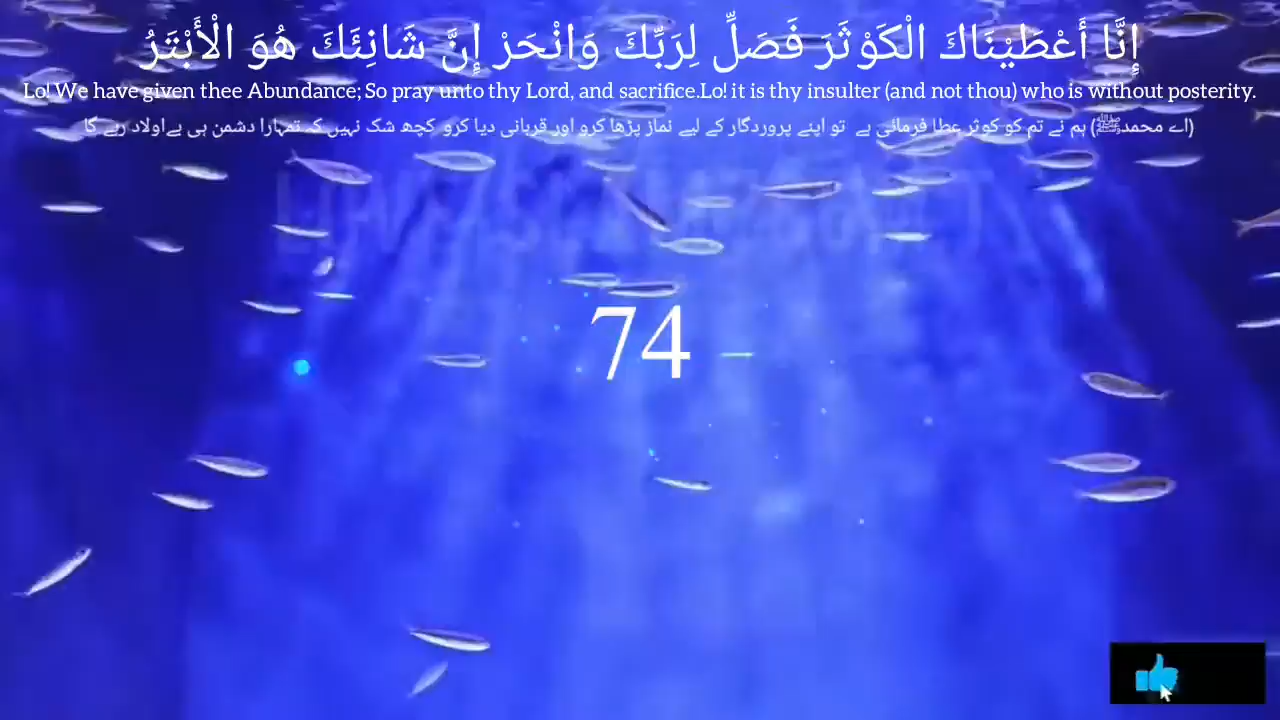 إِنَّا أَعْطَيْنَاكَ الْكَوْثَرَ فَصَلِّ لِرَبِّكَ وَانْحَرْ إِنَّ شَانِئَكَ هُوَ الْأَبْتَرُ
Lo! We have given thee Abundance; So pray unto thy Lord, and sacrifice.Lo! it is thy insulter (and not thou) who is without posterity.
(اے محمدﷺ) ہم نے تم کو کوثر عطا فرمائی ہے تو اپنے پروردگار کے لیے نماز پڑھا کرو اور قربانی دیا کرو کچھ شک نہیں کہ تمہارا دشمن ہی بےاولاد رہے گا
74